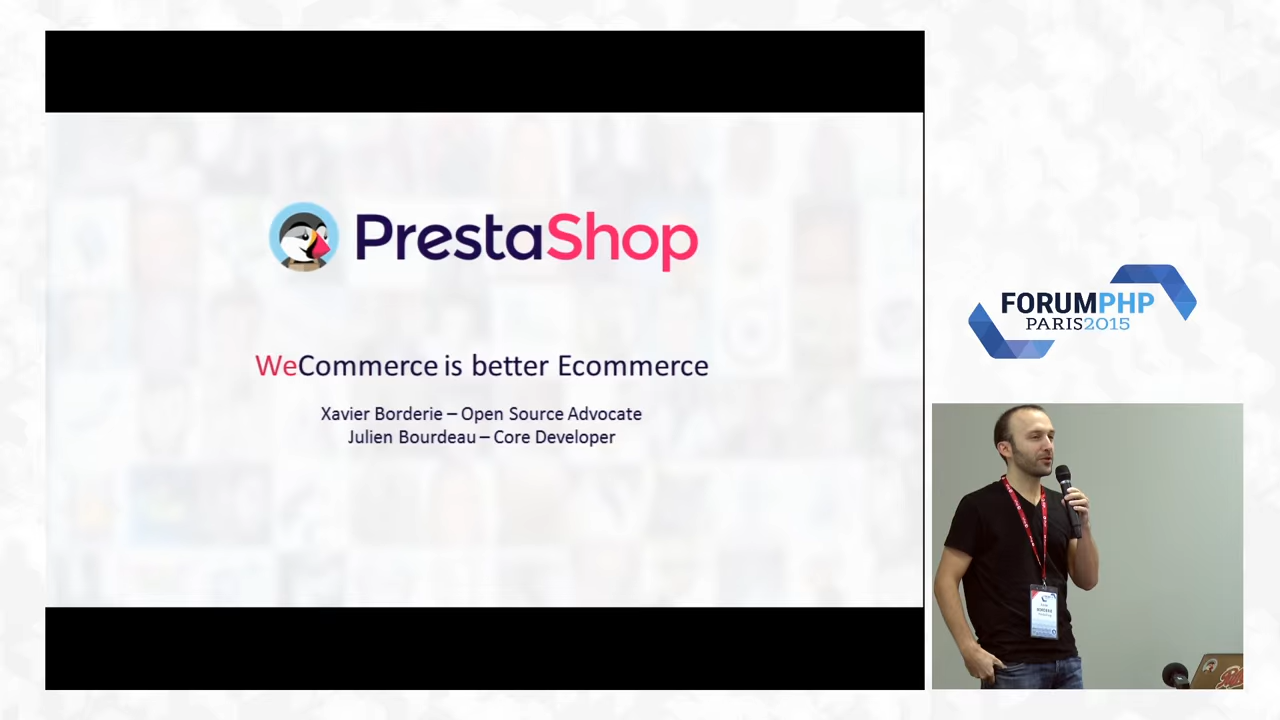 PrestaShop
WeCommerce is better Ecommerce
Xavier Borderie – Open Source Advocate
Julien Bourdeau – Core Developer
FORUMPHP
PARIS2015